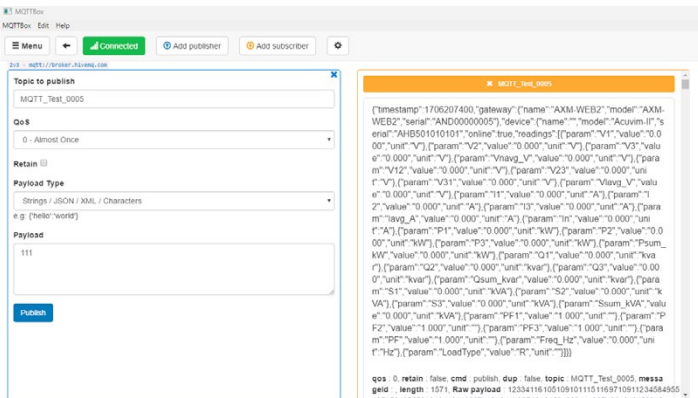 MQTTBox
MQTTBox Edit Help
Menu Connected Add publisher Add subscriber
2v3 - mqtt://broker.hivemq.com
Topic to publish
MQTT_Test_0005
QoS
0 - Almost Once
Retain
Payload Type
Strings / JSON / XML / Characters
e.g: {'hello':'world'}
Payload
111
Publish
MQTT_Test_0005
{"timestamp":1706207400,"gateway":{"name":"AXM-WEB2","model":"AXM-
WEB2","serial":"AND00000005"},"device":{"name":"","model":"Acuvim-II","s
erial":"AHB501010101","online":true,"readings":[{"param":"V1","value":"0.0
00","unit":"V"},{"param":"V2","value":"0.000","unit":"V"},{"param":"V3","valu
e":"0.000","unit":"V"},{"param":"Vnavg_V","value":"0.000","unit":"V"},{"para
m":"V12","value":"0.000","unit":"V"},{"param":"V23","value":"0.000","uni
t":"V"},{"param":"V31","value":"0.000","unit":"V"},{"param":"Vlavg_V","valu
e":"0.000","unit":"V"},{"param":"I1","value":"0.000","unit":"A"},{"param":"I
2","value":"0.000","unit":"A"},{"param":"I3","value":"0.000","unit":"A"},{"para
m":"Iavg_A","value":"0.000","unit":"A"},{"param":"In","value":"0.000","uni
t":"A"},{"param":"P1","value":"0.000","unit":"kW"},{"param":"P2","value":"0.0
00","unit":"kW"},{"param":"P3","value":"0.000","unit":"kW"},{"param":"Psum_
kW","value":"0.000","unit":"kW"},{"param":"Q1","value":"0.000","unit":"kva
r"},{"param":"Q2","value":"0.000","unit":"kvar"},{"param":"Q3","value":"0.00
0","unit":"kvar"},{"param":"Qsum_kvar","value":"0.000","unit":"kvar"},{"para
m":"S1","value":"0.000","unit":"kVA"},{"param":"S2","value":"0.000","unit":"k
VA"},{"param":"S3","value":"0.000","unit":"kVA"},{"param":"Ssum_kVA","valu
e":"0.000","unit":"kVA"},{"param":"PF1","value":"1.000","unit":""},{"param":"P
F2","value":"1.000","unit":""},{"param":"PF3","value":"1.000","unit":""},{"para
m":"PF","value":"1.000","unit":""},{"param":"Freq_Hz","value":"0.000","uni
t":"Hz"},{"param":"LoadType","value":"R","unit":""}]}}
qos : 0, retain : false, cmd : publish, dup : false, topic : MQTT_Test_0005, messa
geId : , length : 1571, Raw payload : 1233411610510910111511697109112345849​55